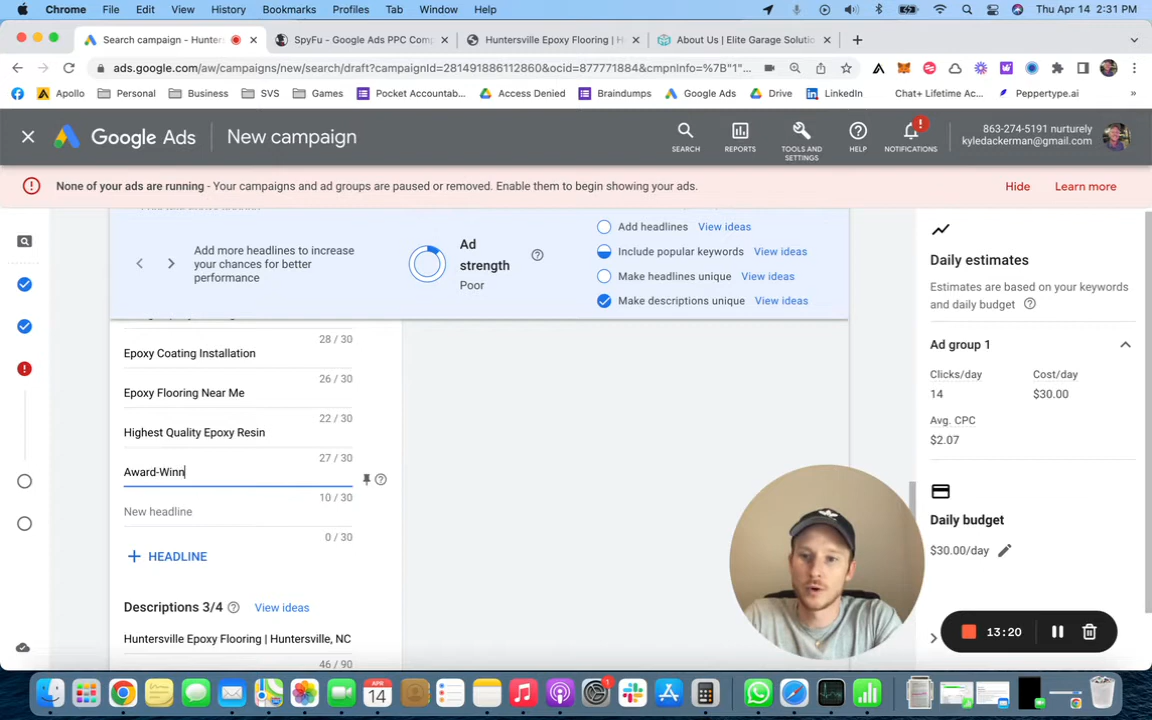 Chrome File Edit View History Bookmarks Profiles Tab Window Help Thu Apr 14 2:31 PM
Search campaign - Hunter SpyFu - Google Ads PPC Comp Huntersville Epoxy Flooring | H About Us | Elite Garage Solutio
ads.google.com/aw/campaigns/new/search/draft?campaignId=281491886112860&ocid=877771884&cmpnInfo=%7B"1"...
Apollo Personal Business SVS Games Pocket Accountab... Access Denied Braindumps Google Ads Drive LinkedIn Chat+ Lifetime Ac... Peppertype.ai »
Google Ads New campaign
SEARCH REPORTS TOOLS AND SETTINGS HELP NOTIFICATIONS
863-274-5191 nurturely
kyledackerman@gmail.com
None of your ads are running - Your campaigns and ad groups are paused or removed. Enable them to begin showing your ads. Hide Learn more
Add more headlines to increase
your chances for better
performance
Ad
strength
Poor
Add headlines View ideas
Include popular keywords View ideas
Make headlines unique View ideas
Make descriptions unique View ideas
28 / 30
Epoxy Coating Installation
26 / 30
Epoxy Flooring Near Me
22 / 30
Highest Quality Epoxy Resin
27 / 30
Award-Winn
10 / 30
New headline
0 / 30
+ HEADLINE
Descriptions 3/4 View ideas
Huntersville Epoxy Flooring | Huntersville, NC
46 / 90
Daily estimates
Estimates are based on your keywords
and daily budget
Ad group 1
Clicks/day Cost/day
14 $30.00
Avg. CPC
$2.07
Daily budget
$30.00/day
13:20
APR
14
1